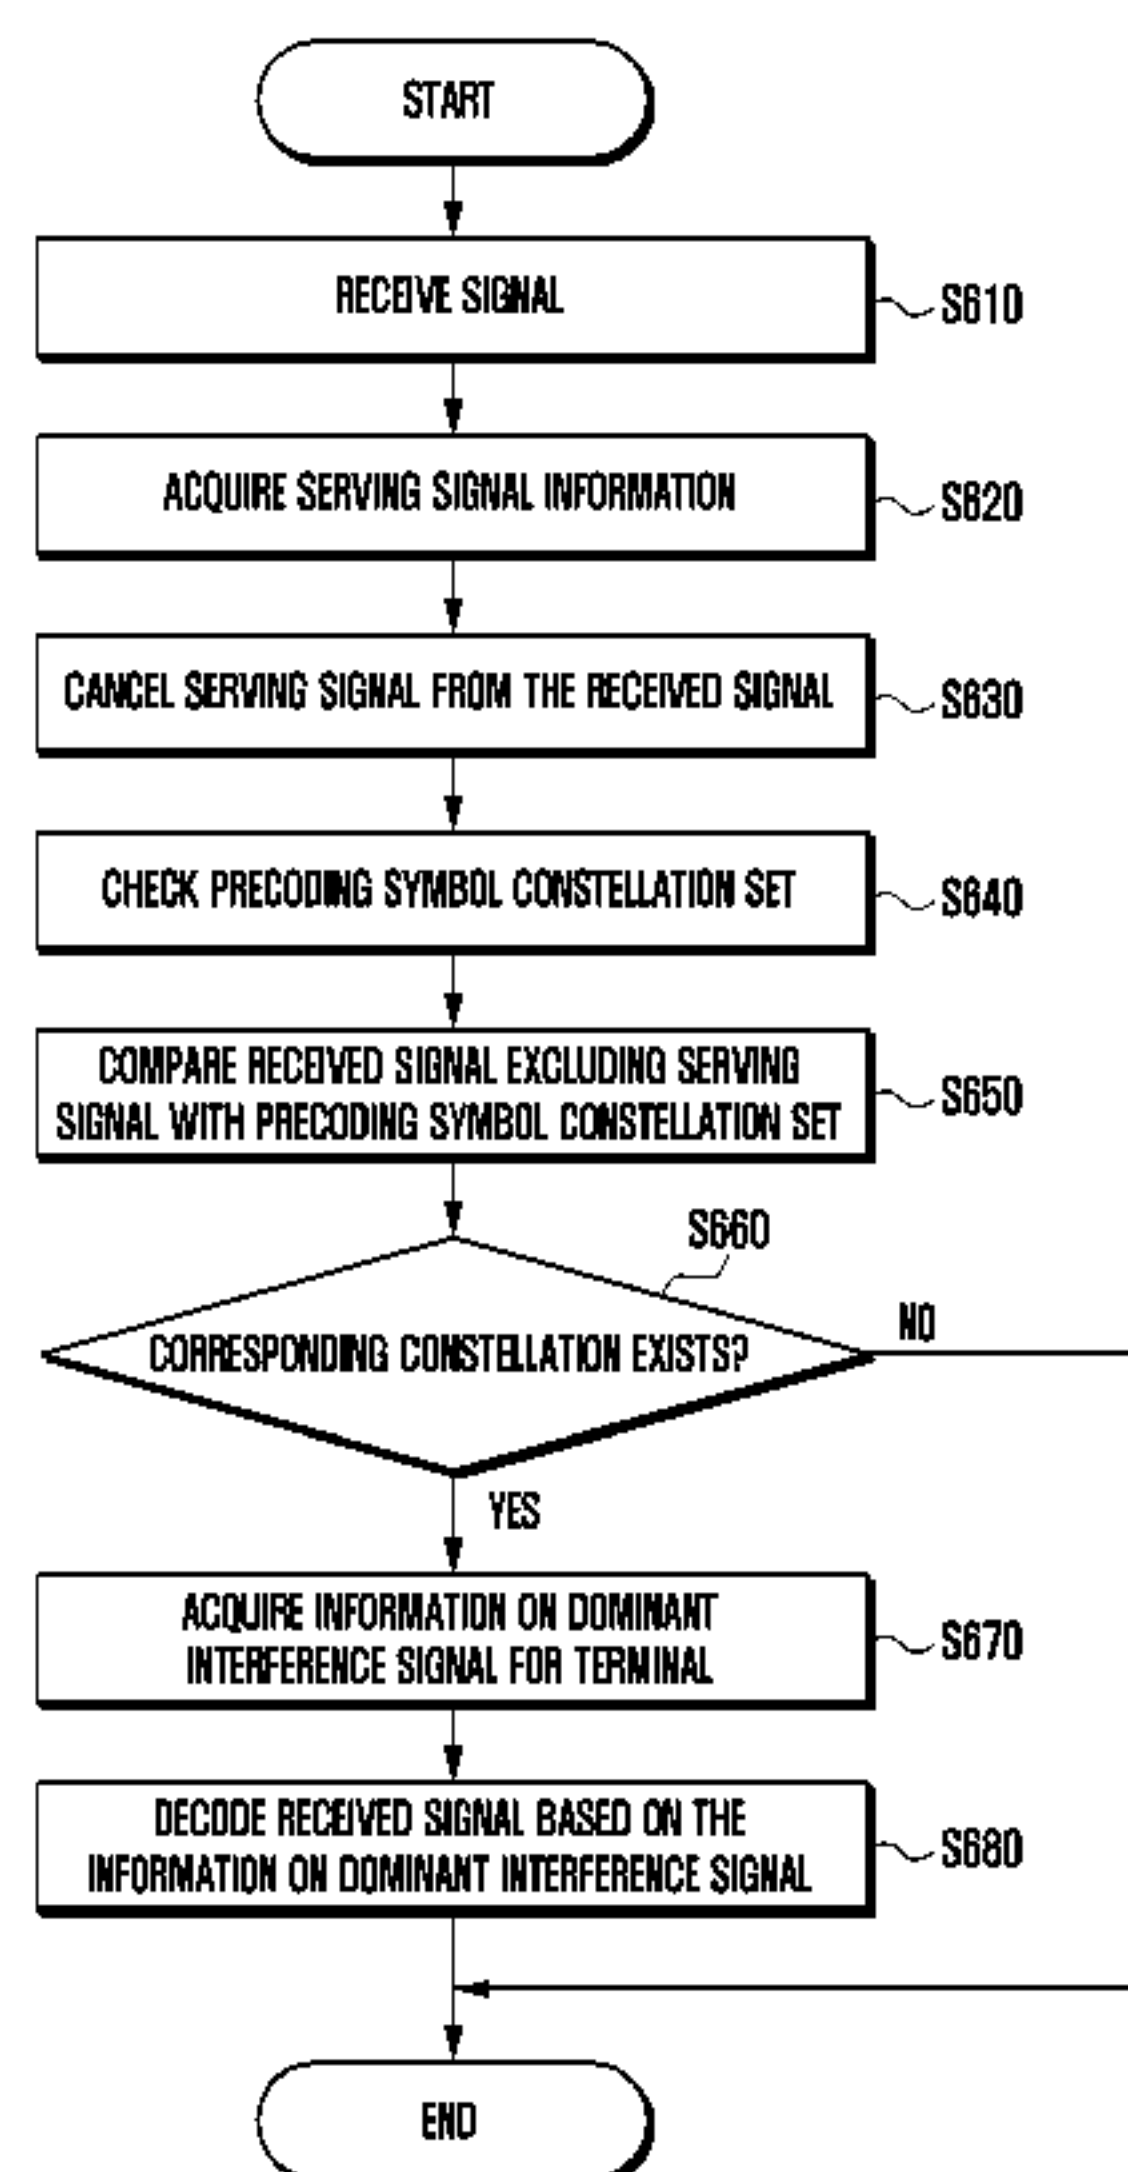 START
RECEIVE SIGNAL
S610
ACQUIRE SERVING SIGNAL INFORMATION
S620
CANCEL SERVING SIGNAL FROM THE RECEIVED SIGNAL
S630
CHECK PRECODING SYMBOL CONSTELLATION SET
S640
COMPARE RECEIVED SIGNAL EXCLUDING SERVING
SIGNAL WITH PRECODING SYMBOL CONSTELLATION SET
S650
S660
CORRESPONDING CONSTELLATION EXISTS?
NO
YES
ACQUIRE INFORMATION ON DOMINANT
INTERFERENCE SIGNAL FOR TERMINAL
S670
DECODE RECEIVED SIGNAL BASED ON THE
INFORMATION ON DOMINANT INTERFERENCE SIGNAL
S680
END